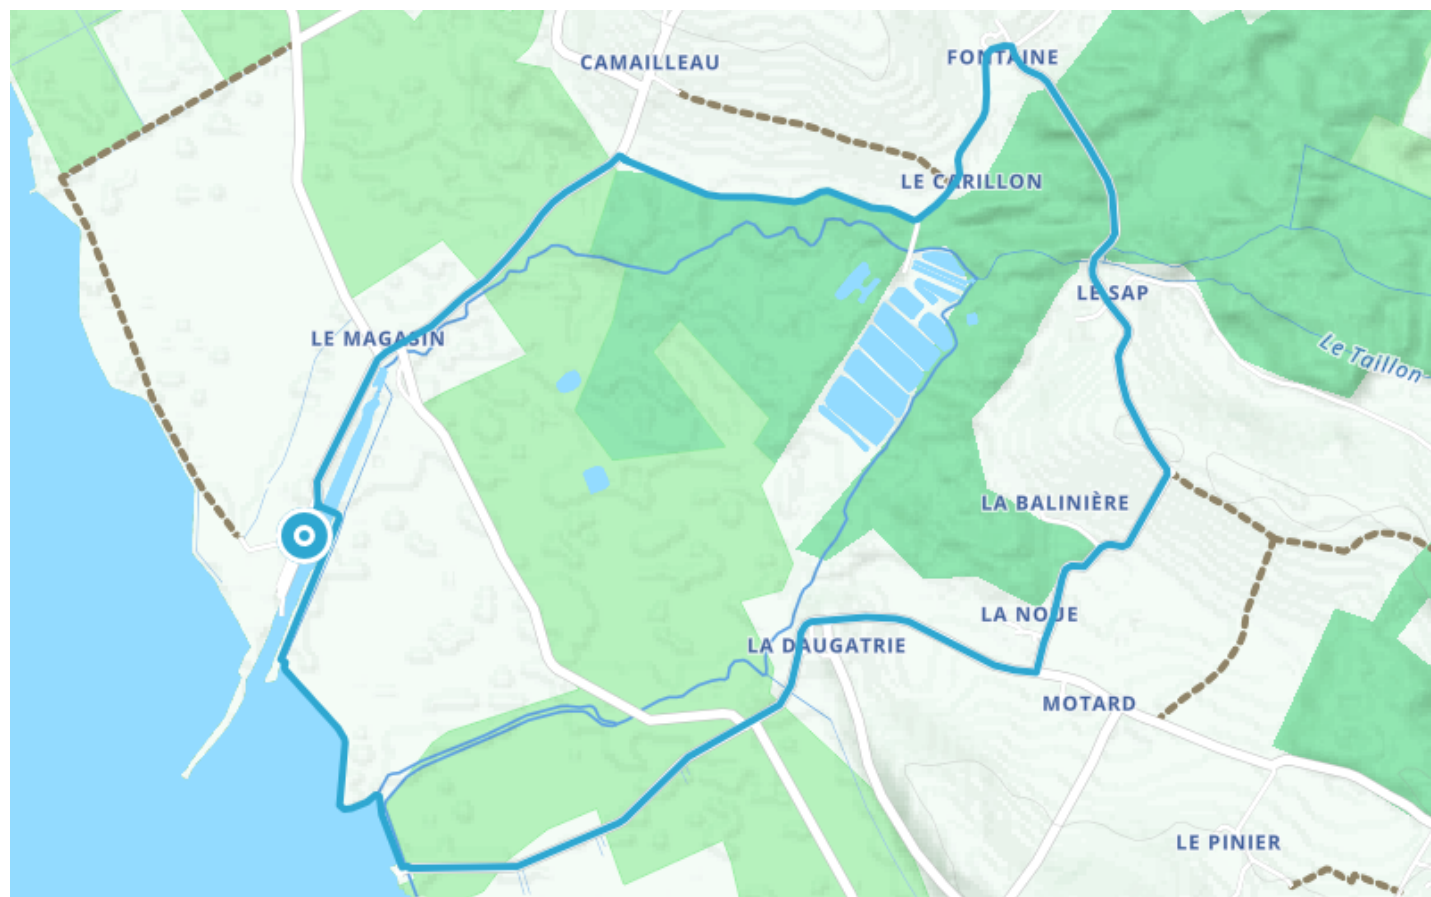 CAMAILLEAU
FONTAINE
LE CARILLON
LE SAP
LE MAGASIN
Le Taillon
LA BALINIÈRE
LA NOUE
LA DAUGATRIE
MOTARD
LE PINIER